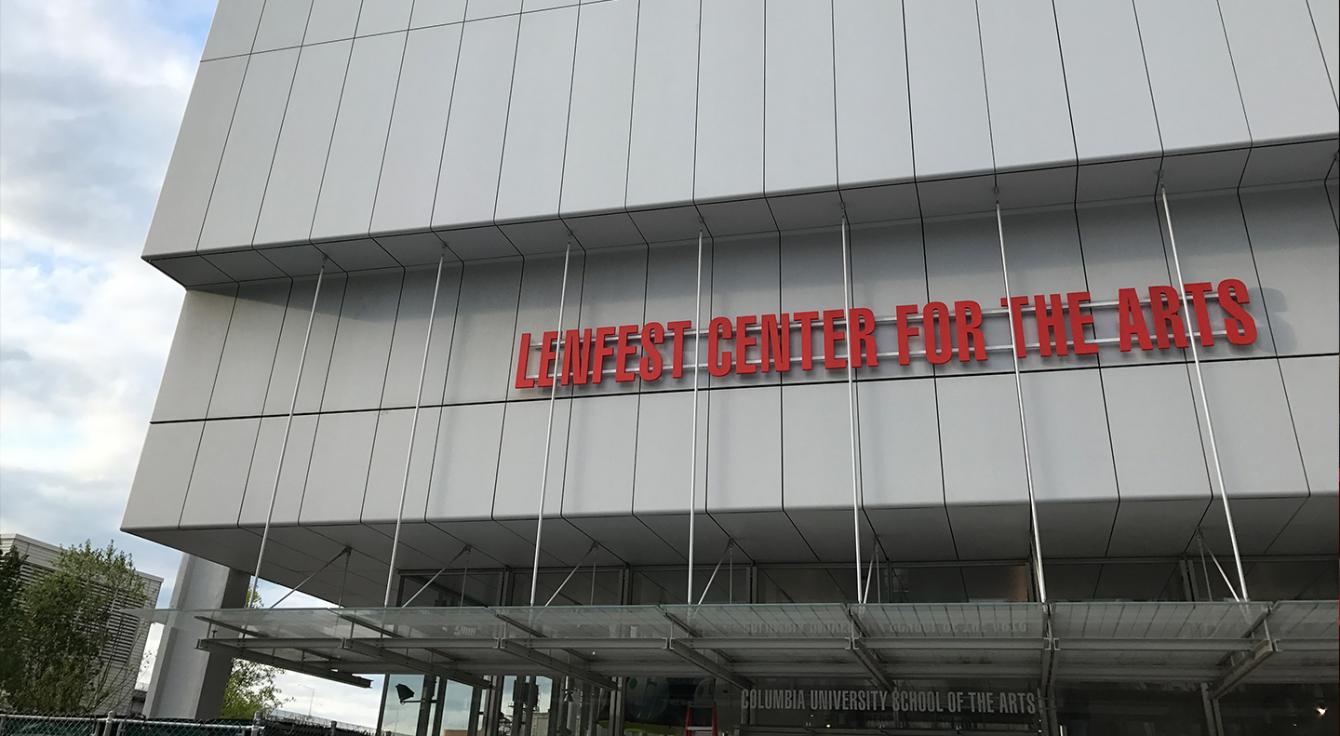 LENFEST CENTER FOR THE ARTS
COLUMBIA UNIVERSITY SCHOOL OF THE ARTS